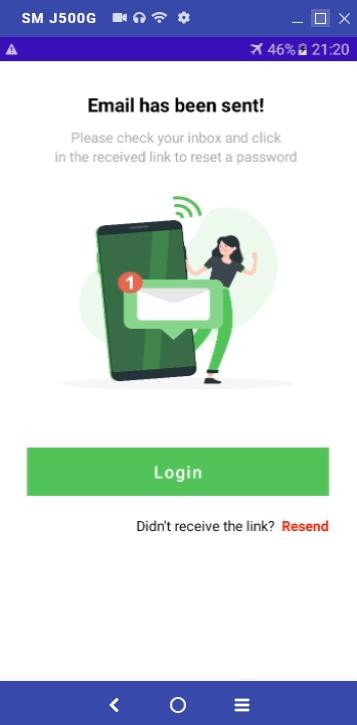 SM J500G
46% 21:20
Email has been sent!
Please check your inbox and click
in the received link to reset a password
1
Login
Didn't receive the link? Resend